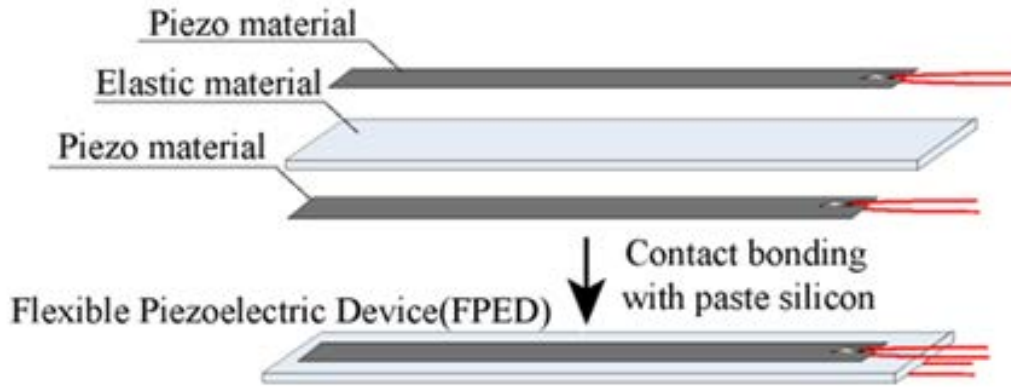 Piezo material
Elastic material
Piezo material
Contact bonding
with paste silicon
Flexible Piezoelectric Device(FPED)